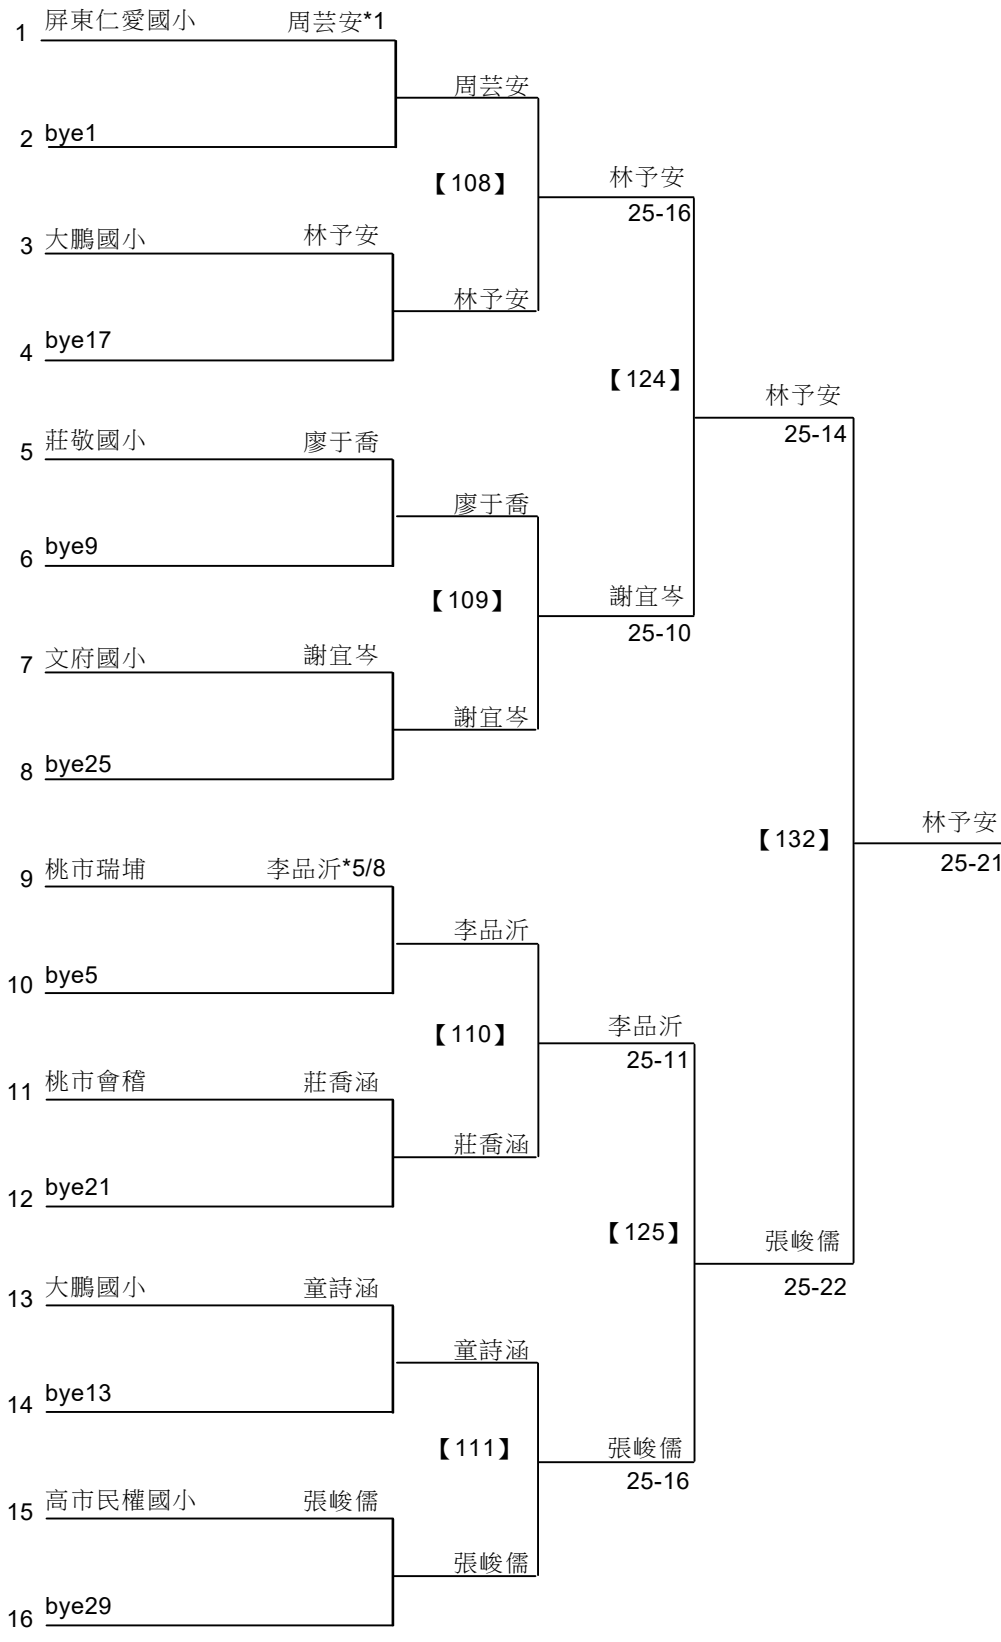 1 屏東仁愛國小 周芸安*1
周芸安
2 bye1
【108】
林予安
25-16
3 大鵬國小 林予安
林予安
4 bye17
【124】
林予安
25-14
5 莊敬國小 廖于喬
廖于喬
6 bye9
【109】
謝宜岑
25-10
7 文府國小 謝宜岑
謝宜岑
8 bye25
【132】
林予安
25-21
9 桃市瑞埔 李品沂*5/8
李品沂
10 bye5
【110】
李品沂
25-11
11 桃市會稽 莊喬涵
莊喬涵
12 bye21
【125】
張峻儒
25-22
13 大鵬國小 童詩涵
童詩涵
14 bye13
【111】
張峻儒
25-16
15 高市民權國小 張峻儒
張峻儒
16 bye29